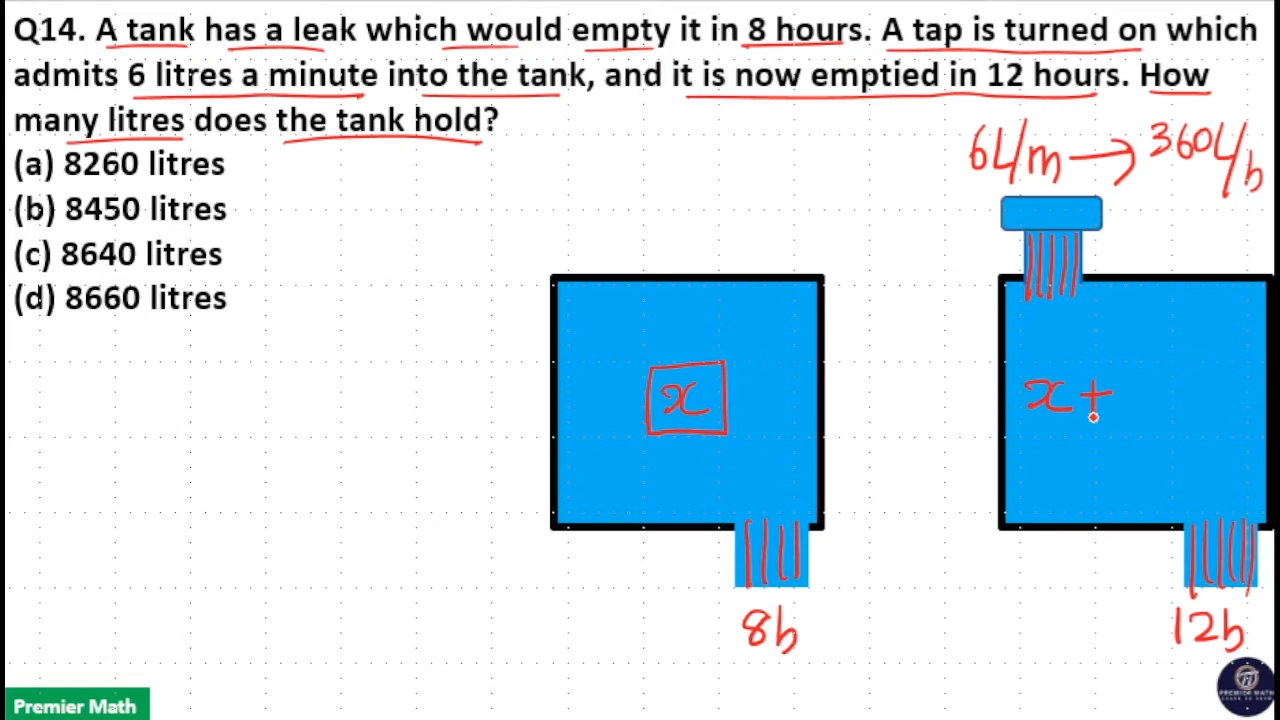 Q14. A tank has a leak which would empty it in 8 hours. A tap is turned on which
admits 6 litres a minute into the tank, and it is now emptied in 12 hours. How
many litres does the tank hold?
6L/m → 360L/h
(a) 8260 litres
(b) 8450 litres
(c) 8640 litres
(d) 8660 litres
x
x +
8h
12h
Premier Math
PREMIER MATH